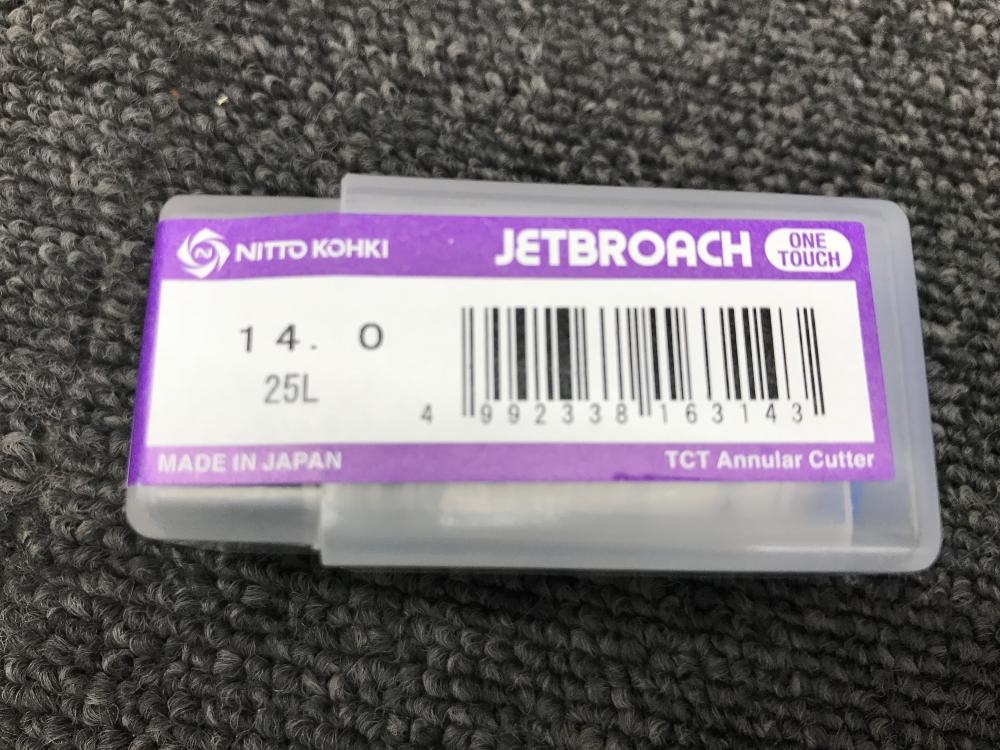 NITTO KOHKI
JETBROACH
ONE
TOUCH
14. 0
25L
4 992338 163143
MADE IN JAPAN
TCT Annular Cutter